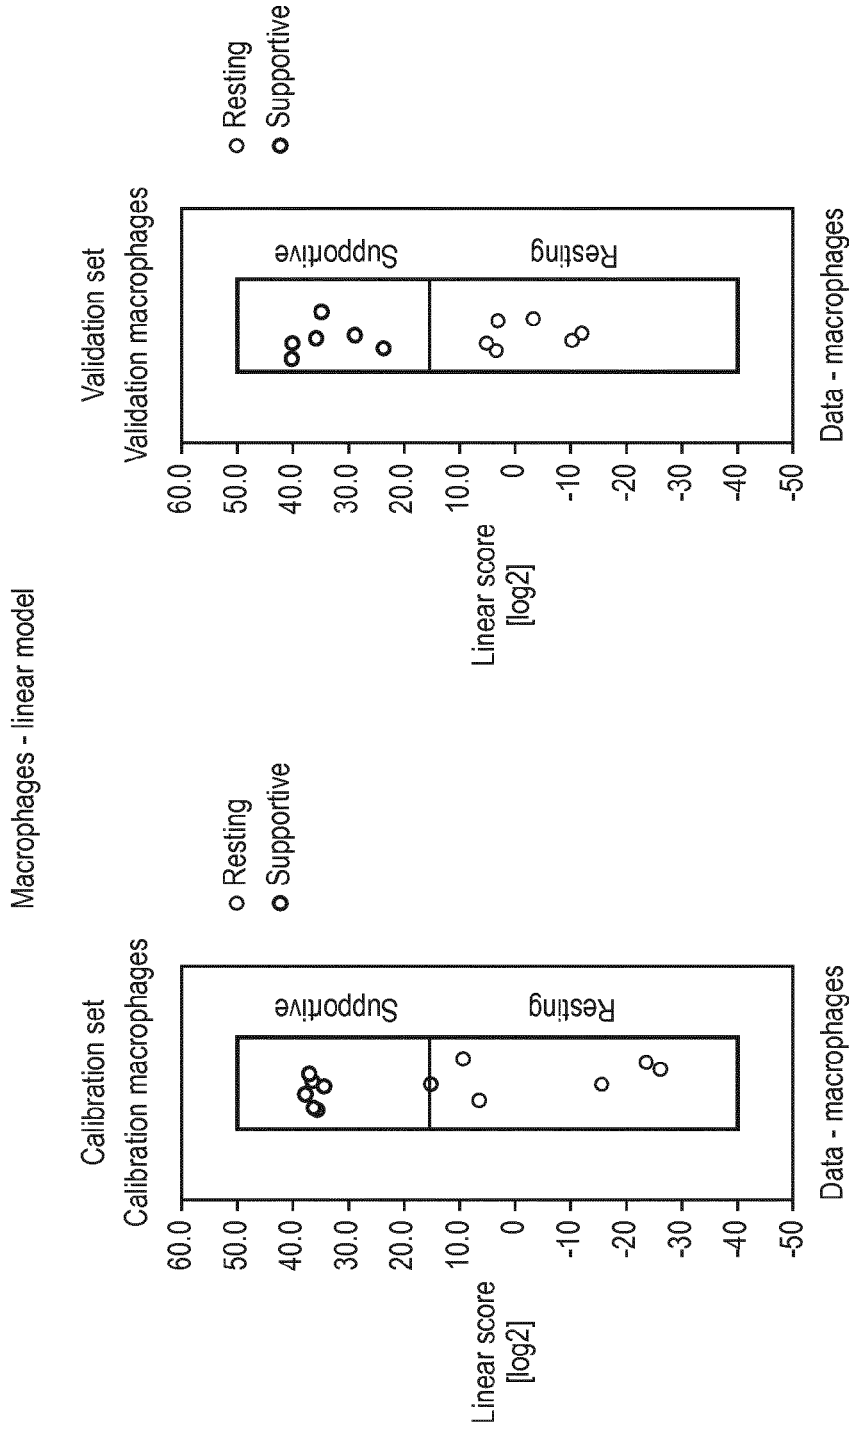 Macrophages - linear model
Calibration set
Calibration macrophages
60.0
50.0
40.0
30.0
20.0
10.0
0
-10
-20
-30
-40
-50
Linear score
[log2]
Supportive
Resting
Resting
Supportive
Data - macrophages
Validation set
Validation macrophages
60.0
50.0
40.0
30.0
20.0
10.0
0
-10
-20
-30
-40
-50
Linear score
[log2]
Supportive
Resting
Resting
Supportive
Data - macrophages